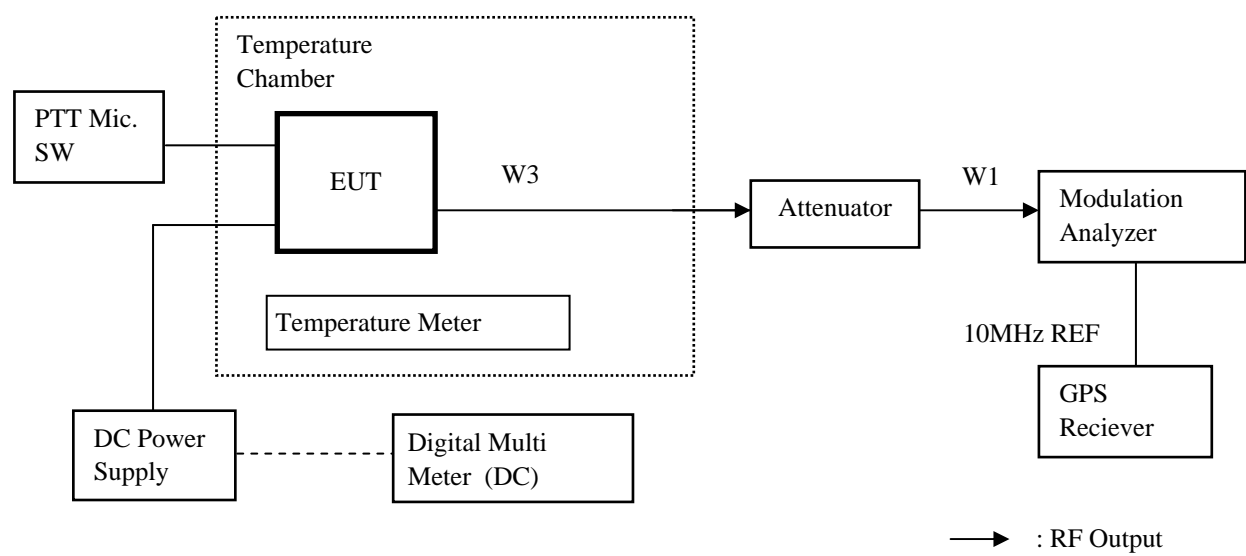 Temperature
Chamber
PTT Mic.
SW
EUT
W3
Attenuator
W1
Modulation
Analyzer
Temperature Meter
10MHz REF
GPS
Reciever
DC Power
Supply
Digital Multi
Meter (DC)
: RF Output